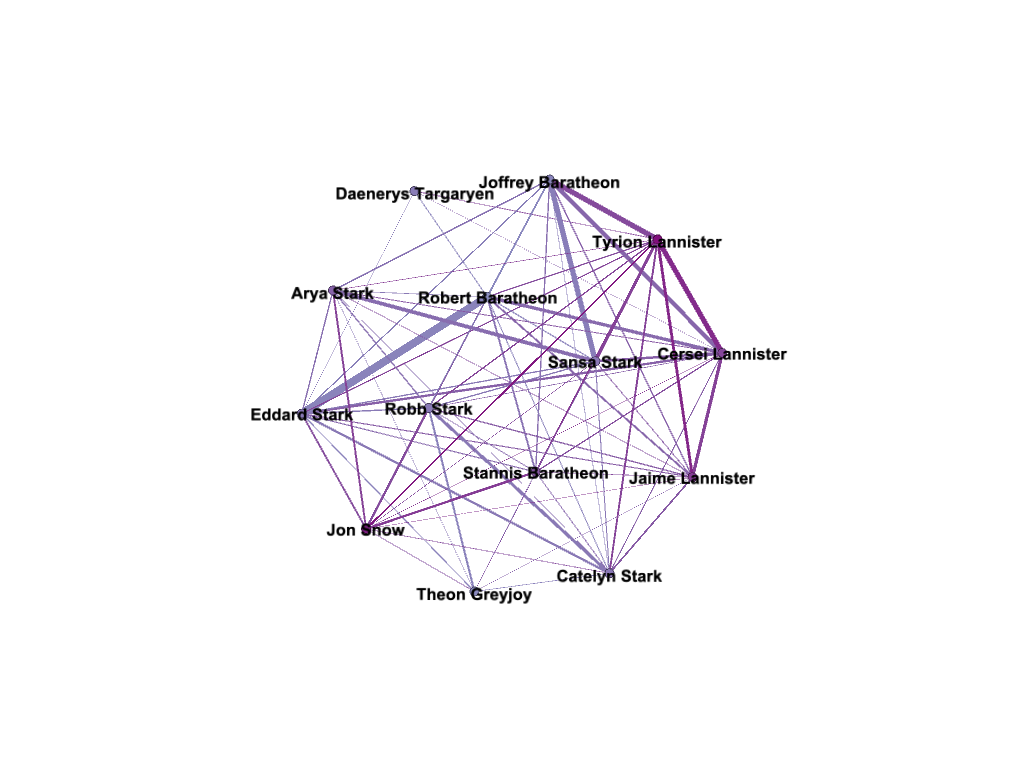 Joffrey Baratheon
Daenerys Targaryen
Tyrion Lannister
Arya Stark
Robert Baratheon
Sansa Stark
Cersei Lannister
Eddard Stark
Robb Stark
Stannis Baratheon
Jaime Lannister
Jon Snow
Catelyn Stark
Theon Greyjoy